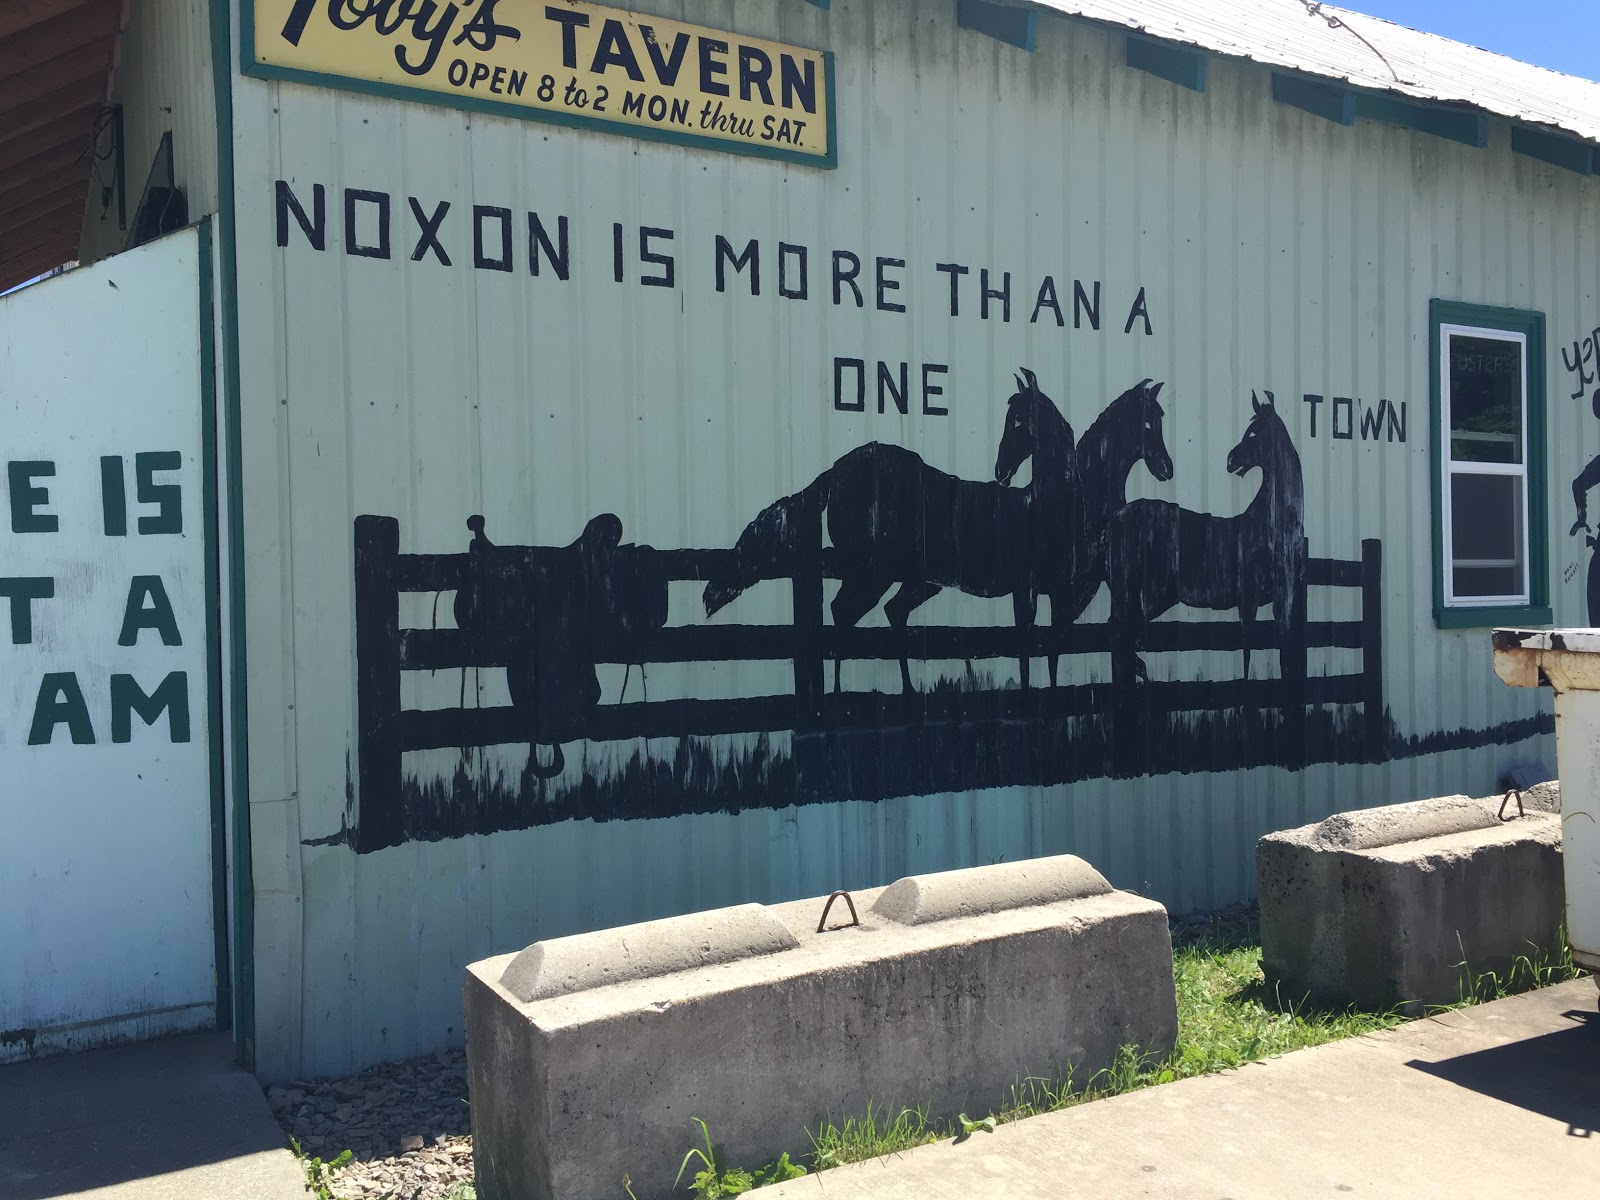 Toby's TAVERN
OPEN 8 to 2 MON. thru SAT.
NOXON IS MORE THAN A
ONE TOWN
E IS
T A
AM